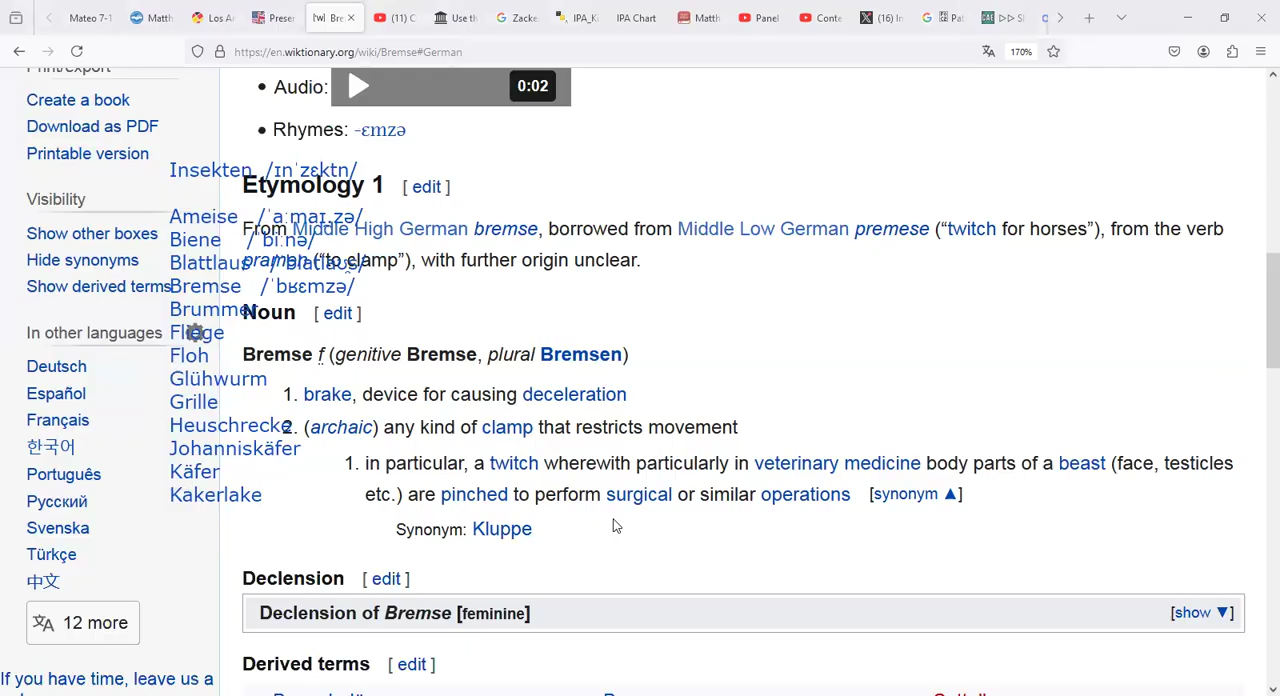 Mateo 7-1
Matth
Los A
Preser
Bre
(11) C
Use th
Zacke
IPA_K
IPA Chart
Matth
Panel
Conte
(16) In
Pat
▷▷ S
https://en.wiktionary.org/wiki/Bremse#German
170%
Print/export
Create a book
Download as PDF
Printable version
Visibility
Show other boxes
Hide synonyms
Show derived terms
In other languages
Deutsch
Español
Français
한국어
Português
Русский
Svenska
Türkçe
中文
12 more
If you have time, leave us a
Insekten /ɪnˈzɛktn/
Ameise /ˈaːmaɪ̯zə/
Biene /ˈbiːnə/
Blattlaus /ˈblatlaʊ̯s/
Bremse /ˈbʁɛmzə/
Brummer
Fliege
Floh
Glühwurm
Grille
Heuschrecke
Johanniskäfer
Käfer
Kakerlake
• Audio: 0:02
• Rhymes: -ɛmzə
Etymology 1 [ edit ]
From Middle High German bremse, borrowed from Middle Low German premese (“twitch for horses”), from the verb
pramen (“to clamp”), with further origin unclear.
Noun [ edit ]
Bremse f (genitive Bremse, plural Bremsen)
1. brake, device for causing deceleration
2. (archaic) any kind of clamp that restricts movement
1. in particular, a twitch wherewith particularly in veterinary medicine body parts of a beast (face, testicles
etc.) are pinched to perform surgical or similar operations [synonym ▲]
Synonym: Kluppe
Declension [ edit ]
Declension of Bremse [feminine] [show ▼]
Derived terms [ edit ]